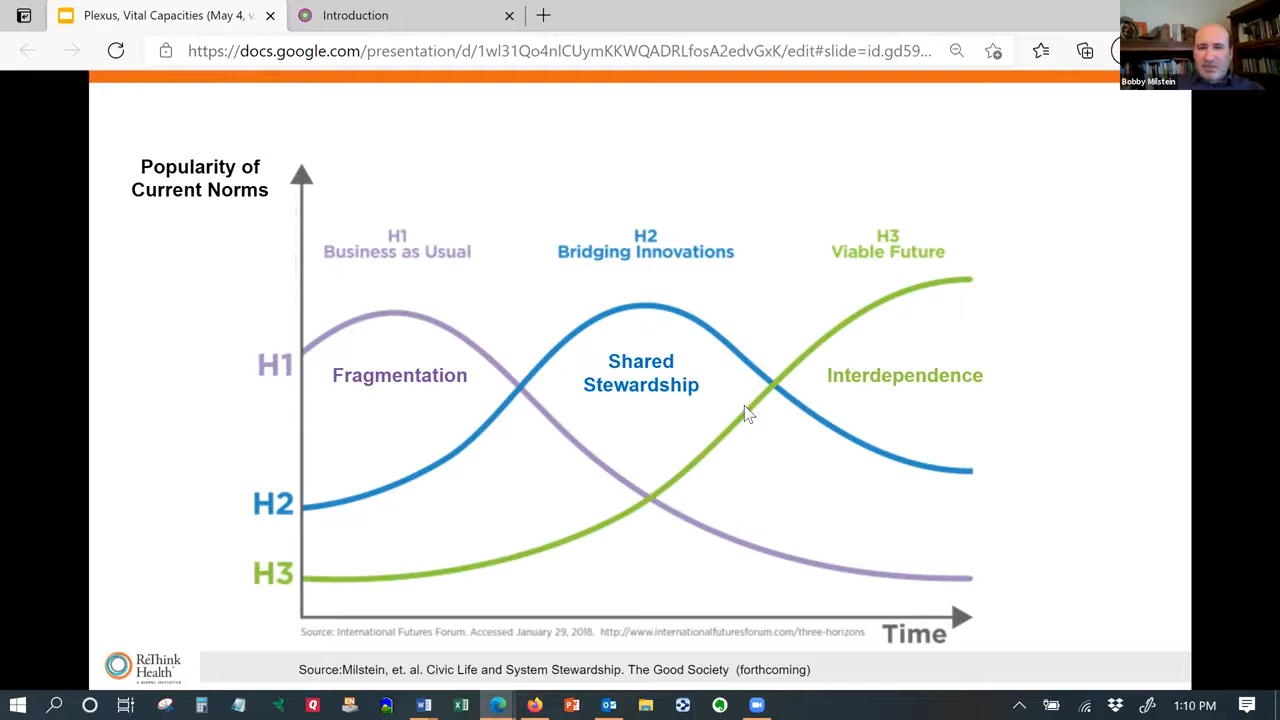 Plexus, Vital Capacities (May 4, v
Introduction
https://docs.google.com/presentation/d/1wl31Qo4nlCUymKKWQADRLfosA2edvGxK/edit#slide=id.gd59...
Bobby Milstein
Popularity of
Current Norms
H1
Business as Usual
H2
Bridging Innovations
H3
Viable Future
H1
Fragmentation
Shared
Stewardship
Interdependence
H2
H3
Time
Source: International Futures Forum. Accessed January 29, 2018. http://www.internationalfuturesforum.com/three-horizons
ReThink
Health
Source:Milstein, et. al. Civic Life and System Stewardship. The Good Society (forthcoming)
1:10 PM